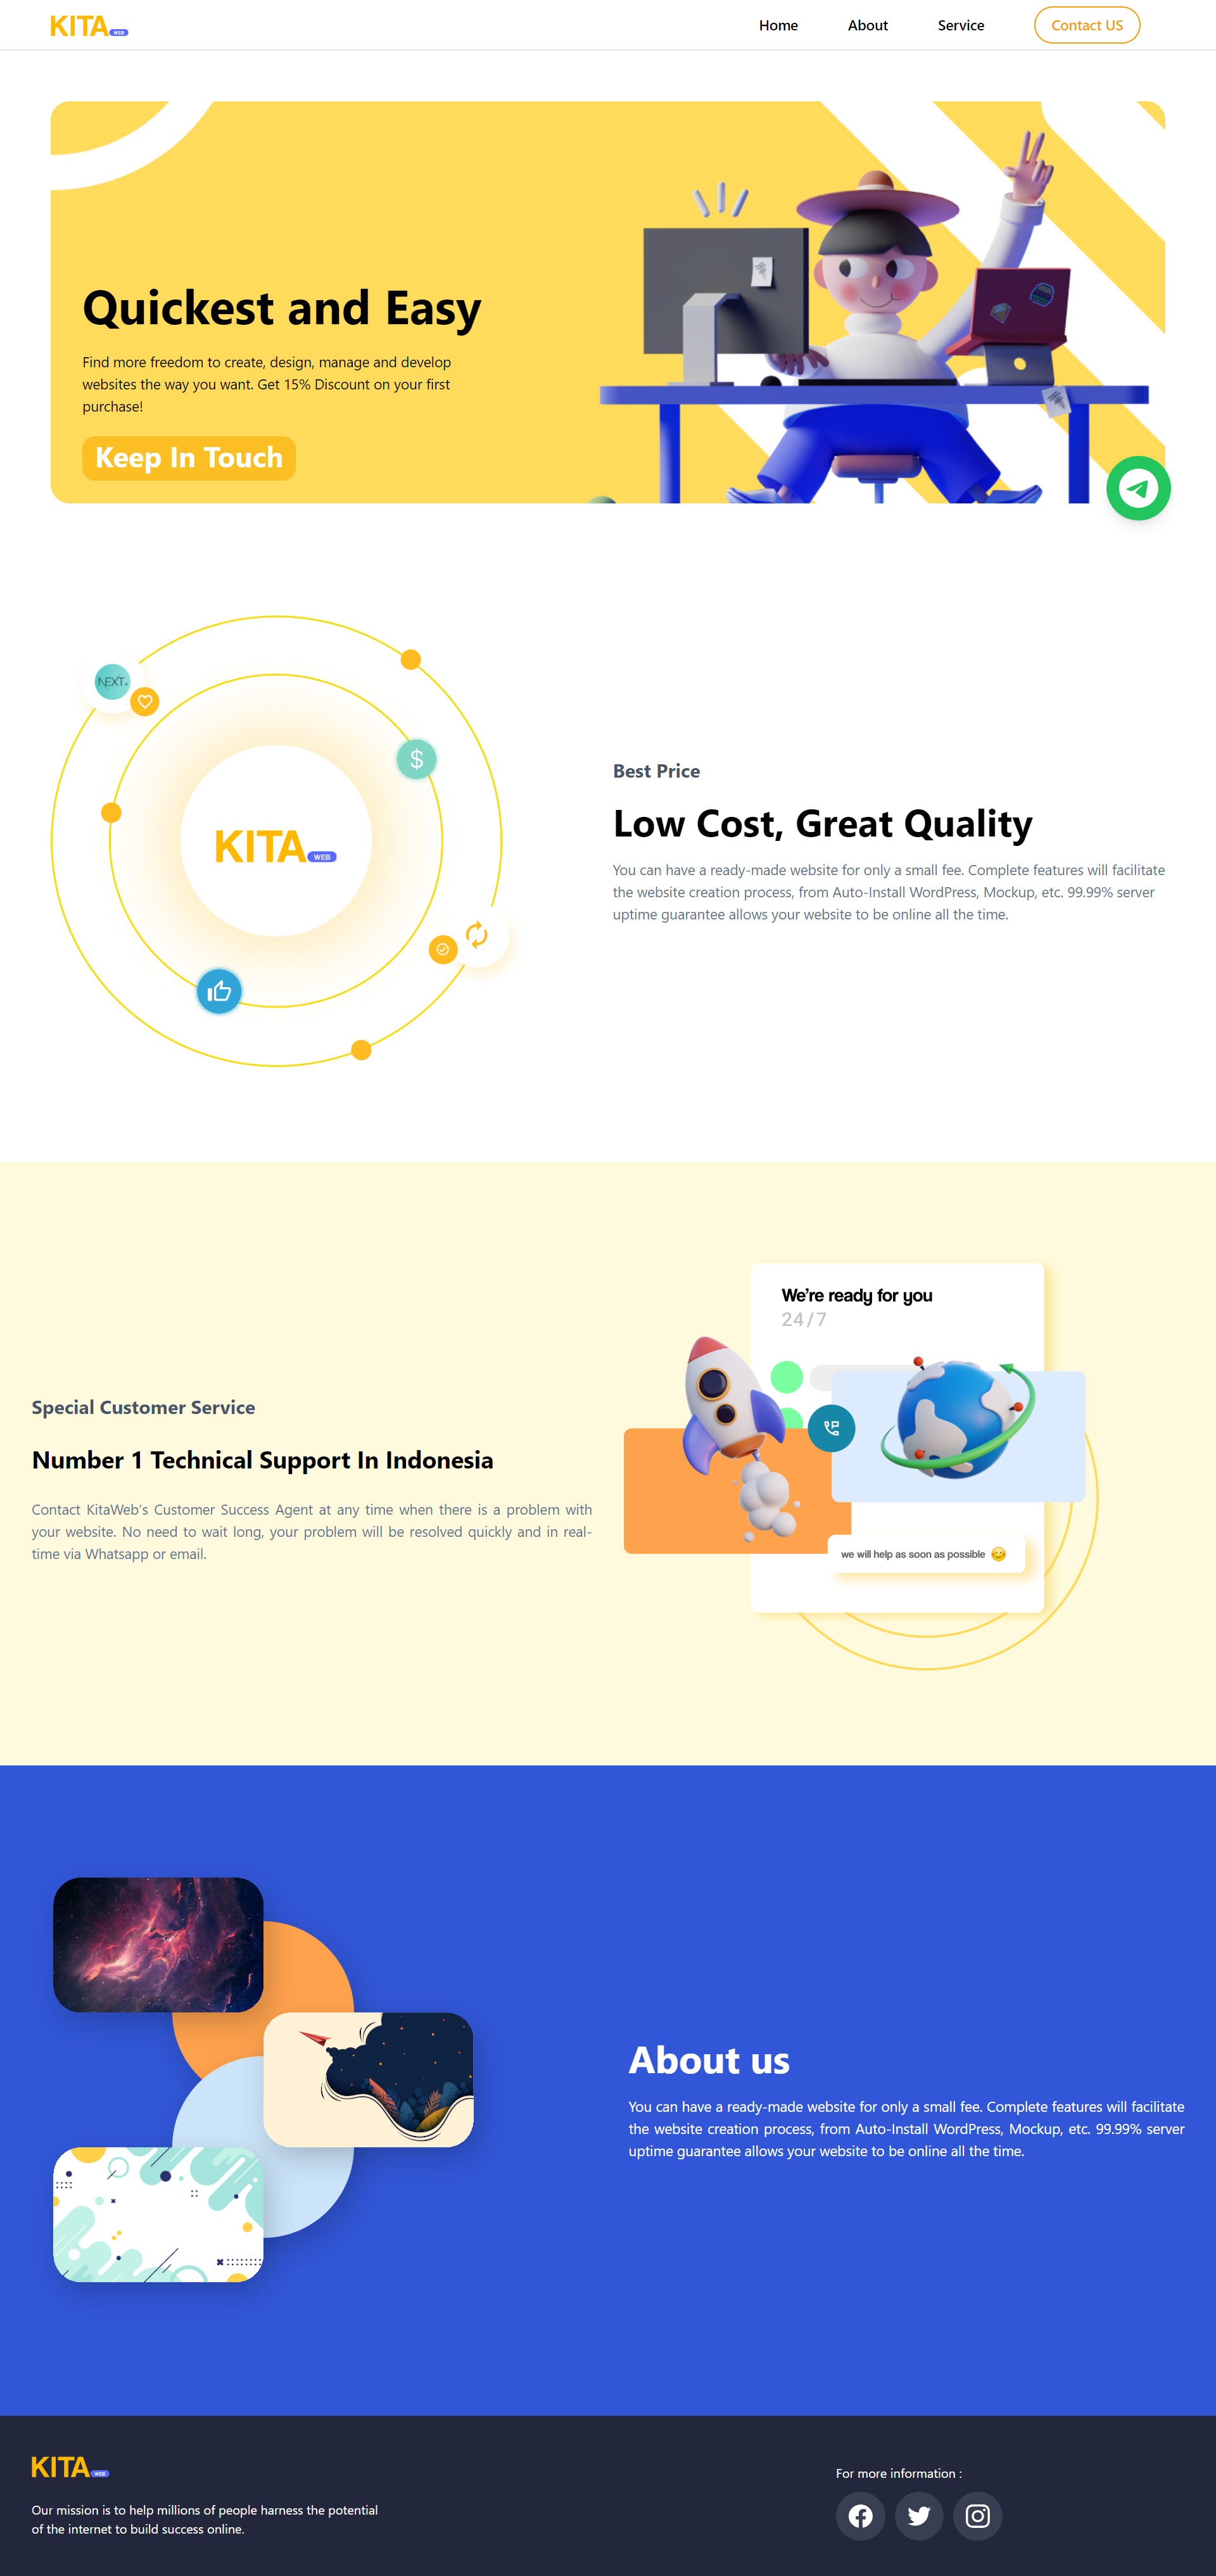 KITA WEB
Home
About
Service
Contact US
Quickest and Easy
Find more freedom to create, design, manage and develop
websites the way you want. Get 15% Discount on your first
purchase!
Keep In Touch
NEXT.
$
KITA WEB
Best Price
Low Cost, Great Quality
You can have a ready-made website for only a small fee. Complete features will facilitate
the website creation process, from Auto-Install WordPress, Mockup, etc. 99.99% server
uptime guarantee allows your website to be online all the time.
We're ready for you
24/7
Special Customer Service
Number 1 Technical Support In Indonesia
Contact KitaWeb's Customer Success Agent at any time when there is a problem with
your website. No need to wait long, your problem will be resolved quickly and in real-
time via Whatsapp or email.
we will help as soon as possible 😊
About us
You can have a ready-made website for only a small fee. Complete features will facilitate
the website creation process, from Auto-Install WordPress, Mockup, etc. 99.99% server
uptime guarantee allows your website to be online all the time.
KITA WEB
Our mission is to help millions of people harness the potential
of the internet to build success online.
For more information :